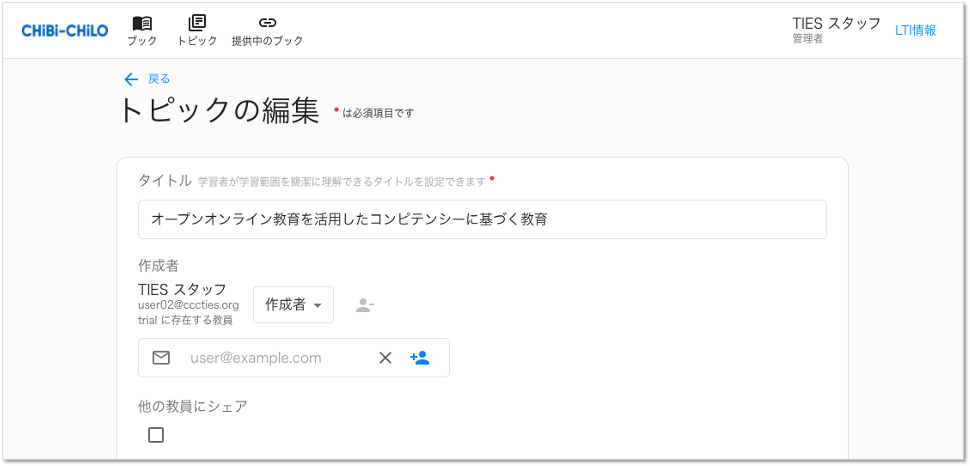 CHiBi-CHiLO
ブック
トピック
提供中のブック
TIES スタッフ
管理者
LTI情報
戻る
トピックの編集
* は必須項目です
タイトル 学習者が学習範囲を簡潔に理解できるタイトルを設定できます *
オープンオンライン教育を活用したコンピテンシーに基づく教育
作成者
TIES スタッフ
user02@cccties.org
trial に存在する教員
作成者
user@example.com
他の教員にシェア